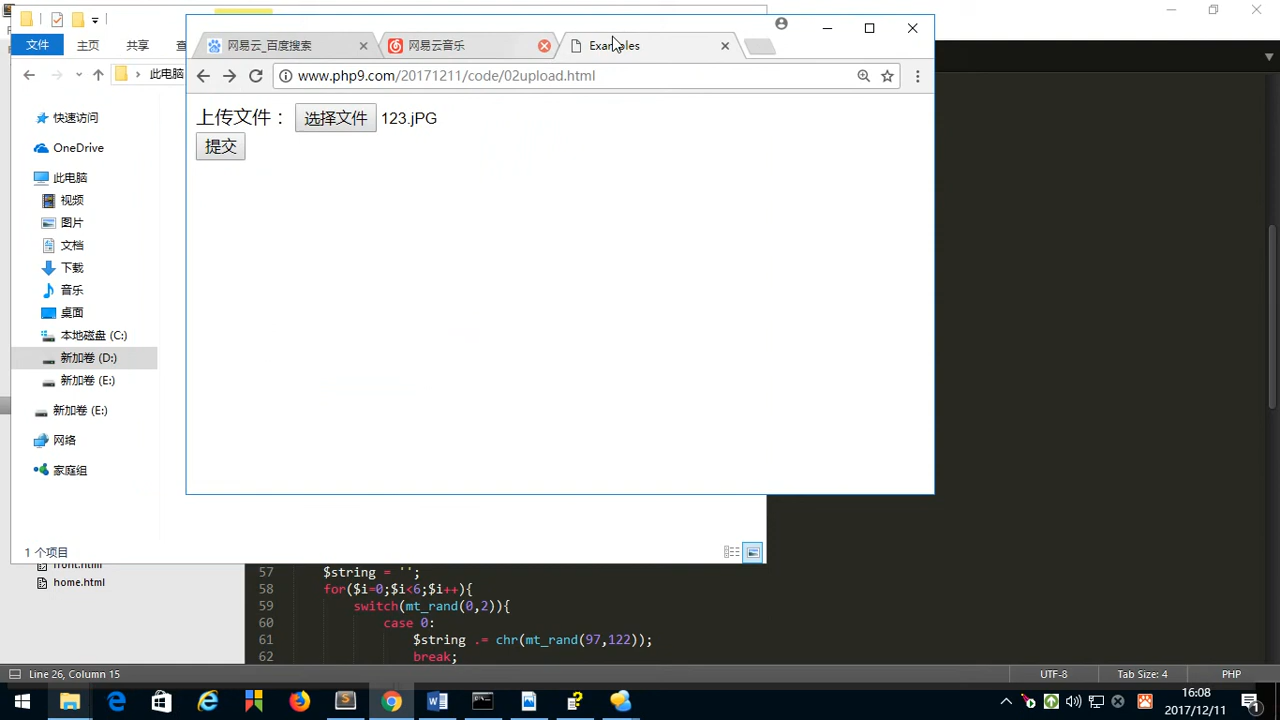 文件 主页 共享 查
网易云_百度搜索
网易云音乐
Examples
此电脑
www.php9.com/20171211/code/02upload.html
上传文件： 选择文件 123.jPG
提交
快速访问
OneDrive
此电脑
视频
图片
文档
下载
音乐
桌面
本地磁盘 (C:)
新加卷 (D:)
新加卷 (E:)
新加卷 (E:)
网络
家庭组
1 个项目
front.html
home.html
57 $string = '';
58 for($i=0;$i<6;$i++){
59 switch(mt_rand(0,2)){
60 case 0:
61 $string .= chr(mt_rand(97,122));
62 break;
Line 26, Column 15
UTF-8 Tab Size: 4 PHP
16:08
2017/12/11